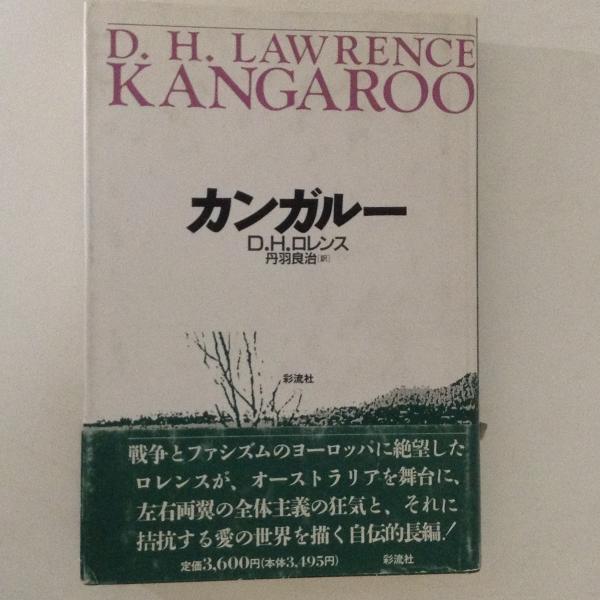 D. H. LAWRENCE
KANGAROO
カンガルー
D.H.ロレンス
丹羽良治[訳]
彩流社
戦争とファシズムのヨーロッパに絶望した
ロレンスが、オーストラリアを舞台に、
左右両翼の全体主義の狂気と、それに
拮抗する愛の世界を描く自伝的長編!
定価3,600円(本体3,495円) 彩流社